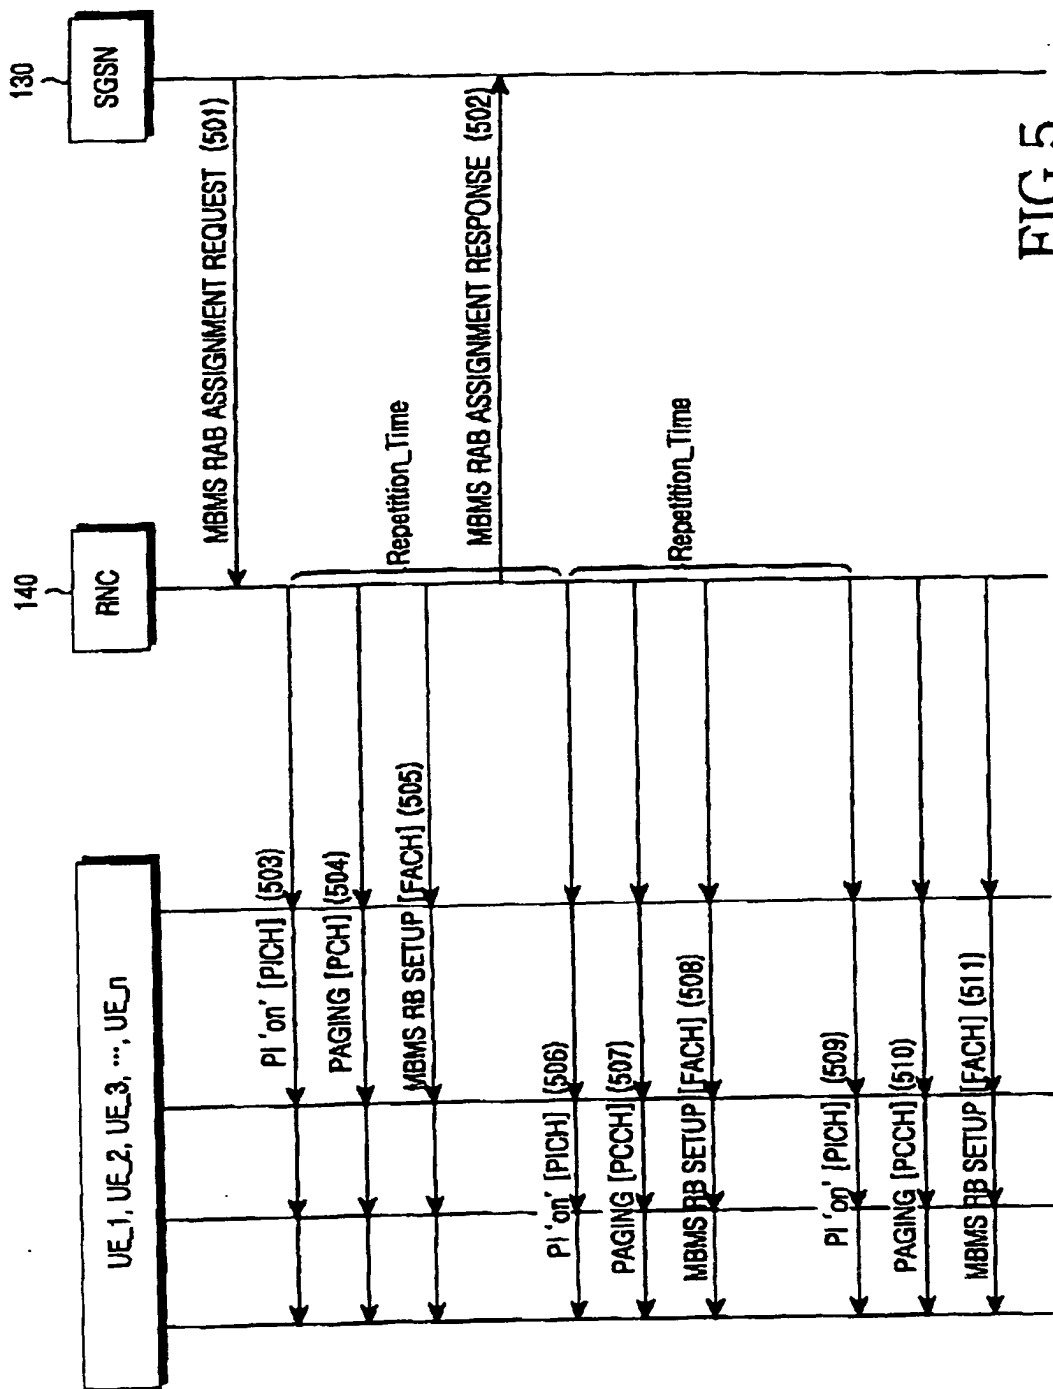 UE_1, UE_2, UE_3, ..., UE_n
140
RNC
130
SGSN
MBMS RAB ASSIGNMENT REQUEST (501)
PI 'on' [PICH] (503)
PAGING [PCH] (504)
Repetition_Time
MBMS RB SETUP [FACH] (505)
MBMS RAB ASSIGNMENT RESPONSE (502)
PI 'on' [PICH] (506)
PAGING [PCCH] (507)
Repetition_Time
MBMS RB SETUP [FACH] (508)
PI 'on' [PICH] (509)
PAGING [PCCH] (510)
MBMS RB SETUP [FACH] (511)
FIG.5